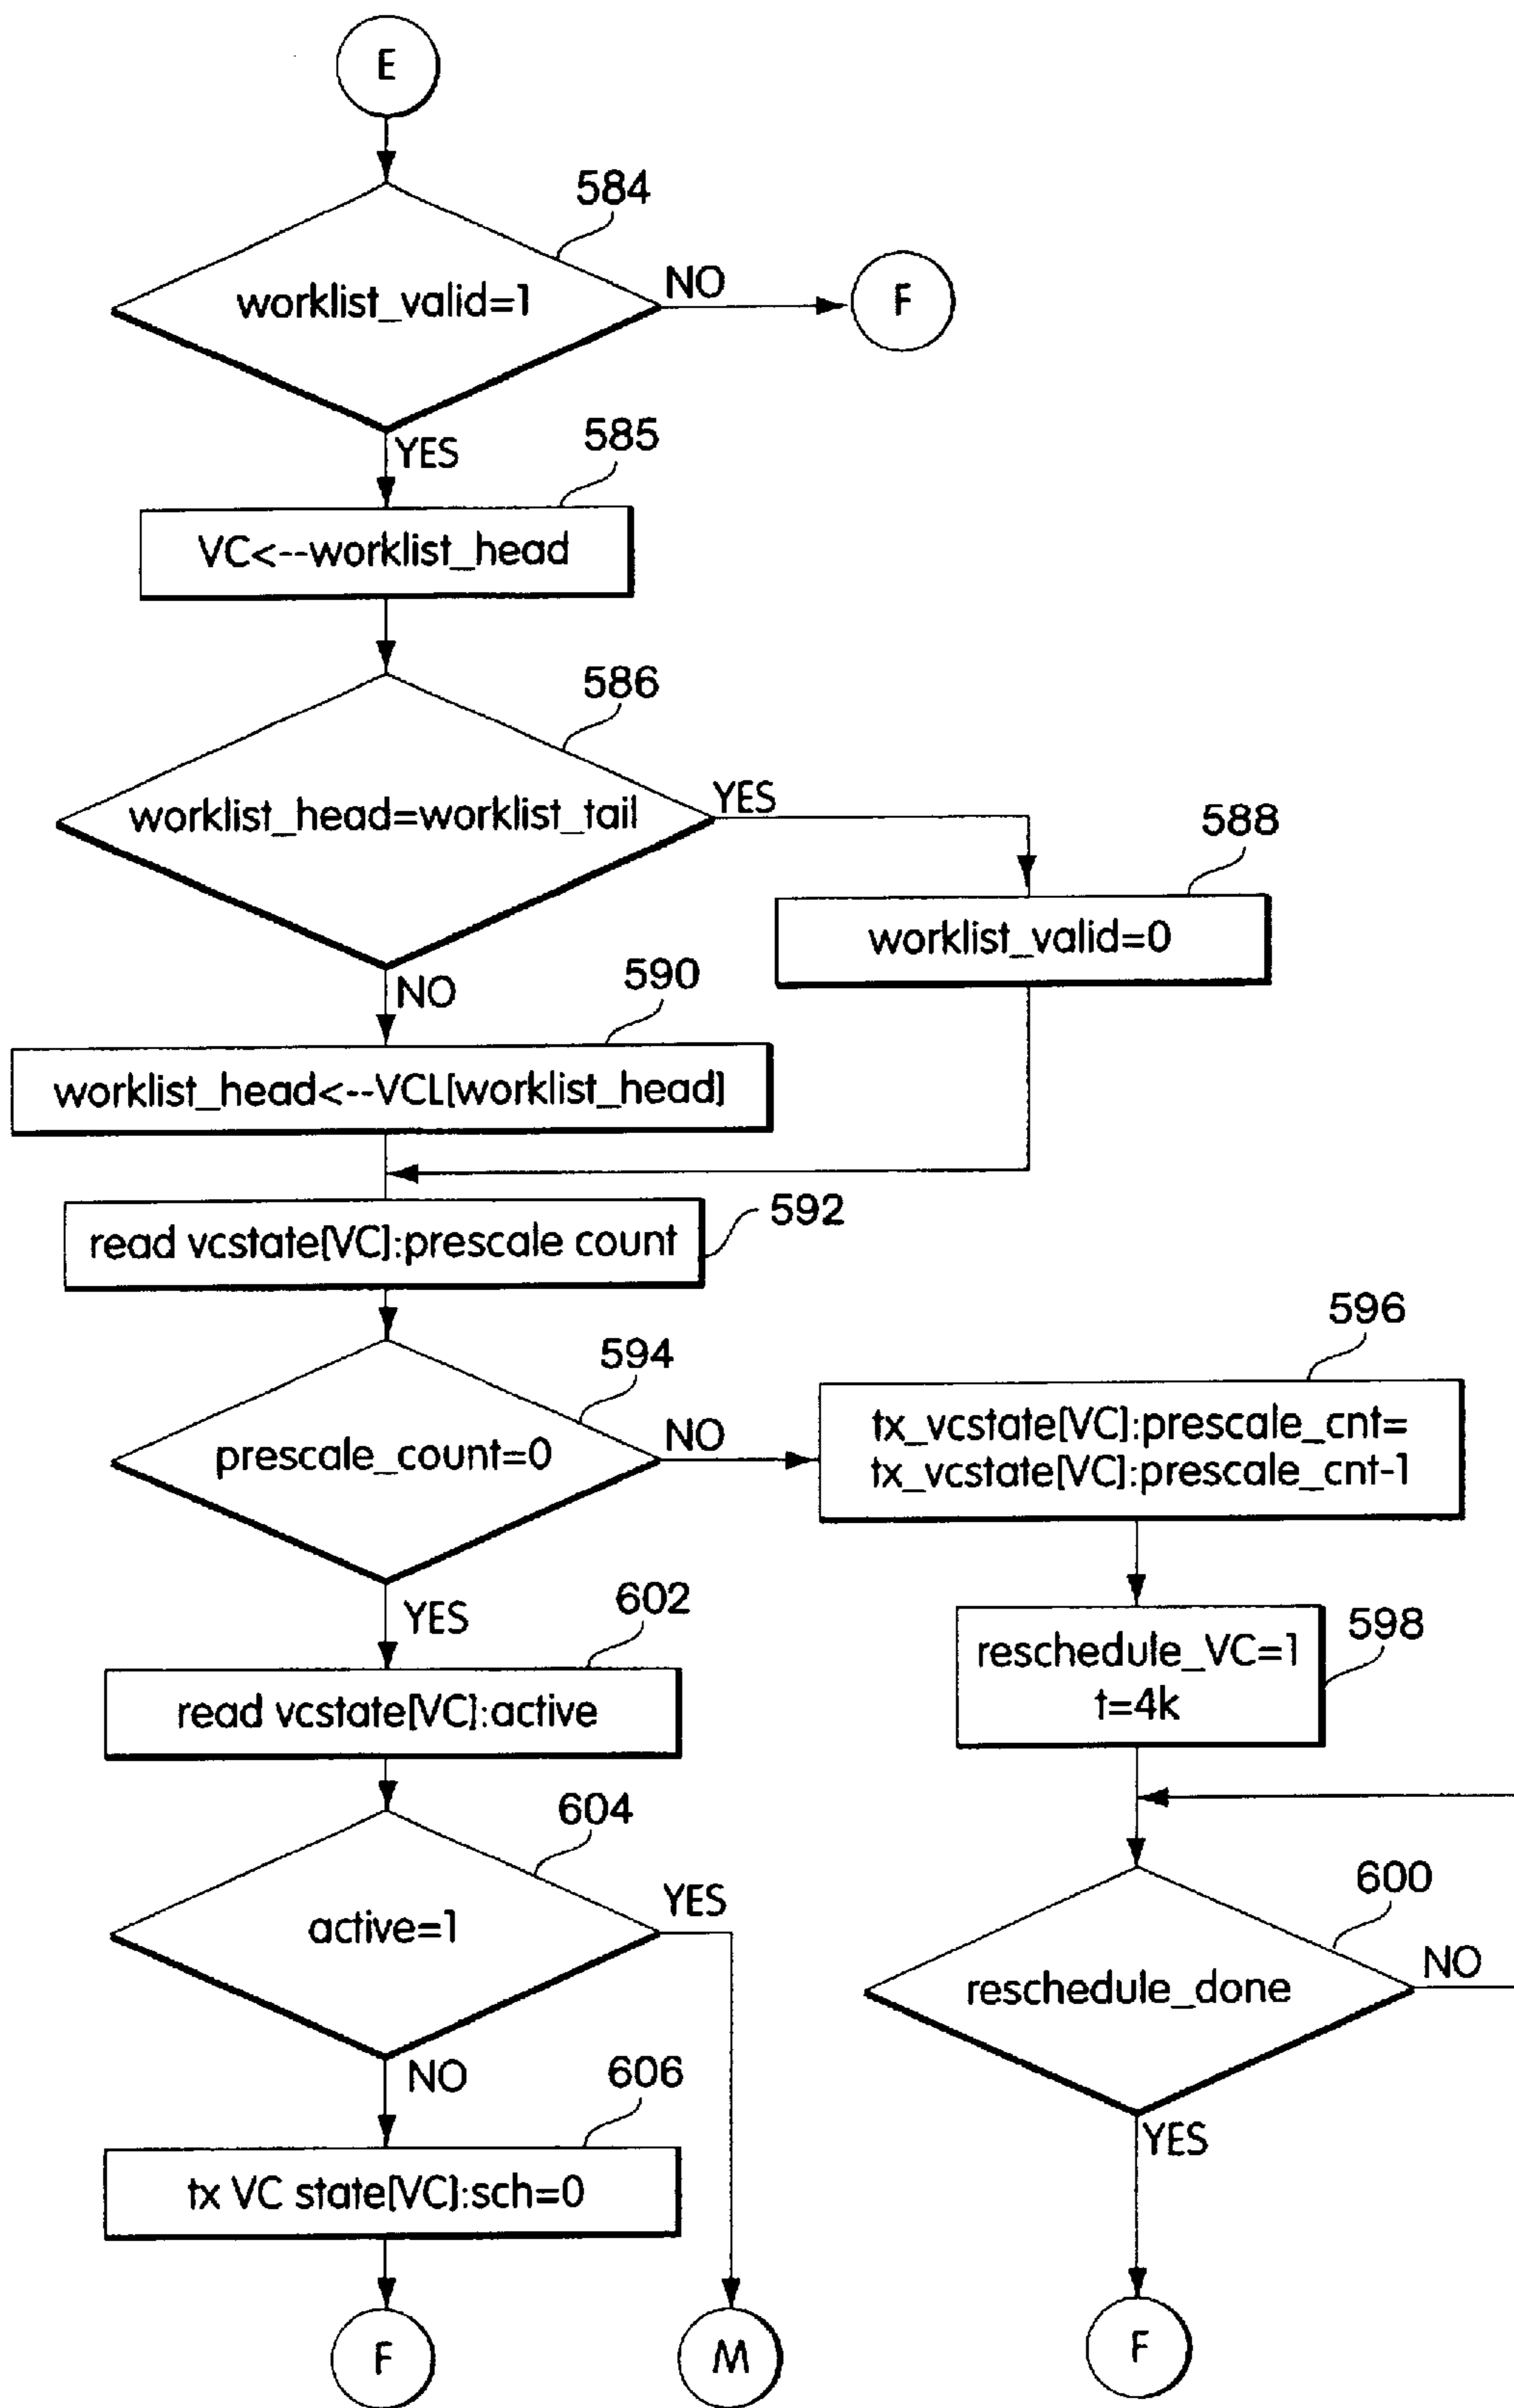 E
584
worklist_valid=1
NO
F
YES
585
VC<--worklist_head
586
worklist_head=worklist_tail
YES
588
worklist_valid=0
NO
590
worklist_head<--VCL[worklist_head]
592
read vcstate[VC]:prescale count
594
prescale_count=0
NO
596
tx_vcstate[VC]:prescale_cnt=
tx_vcstate[VC]:prescale_cnt-1
YES
602
read vcstate[VC]:active
598
reschedule_VC=1
t=4k
604
active=1
YES
600
reschedule_done
NO
NO
606
tx VC state[VC]:sch=0
YES
F
M
F